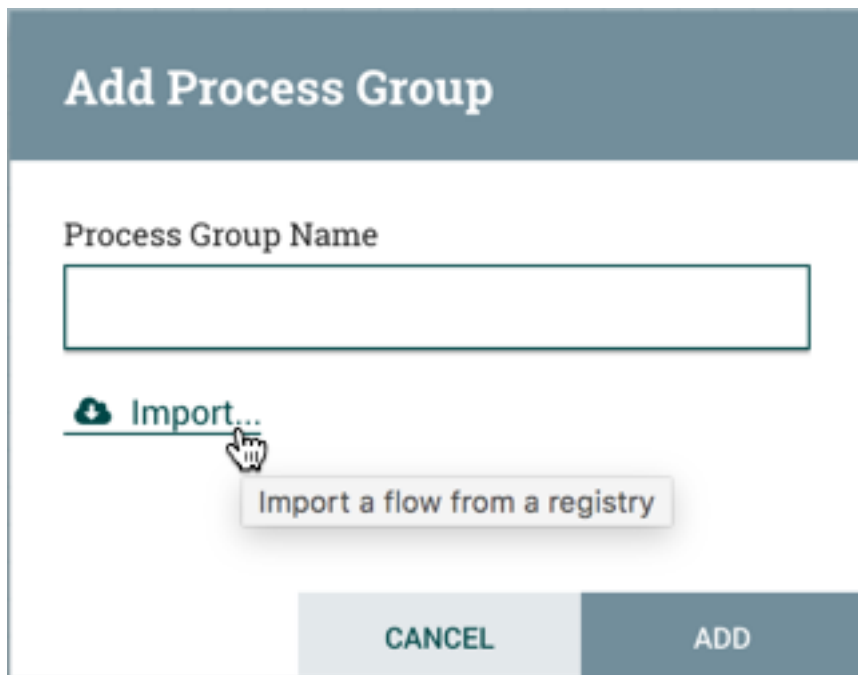 Add Process Group
Process Group Name
Import...
Import a flow from a registry
CANCEL
ADD